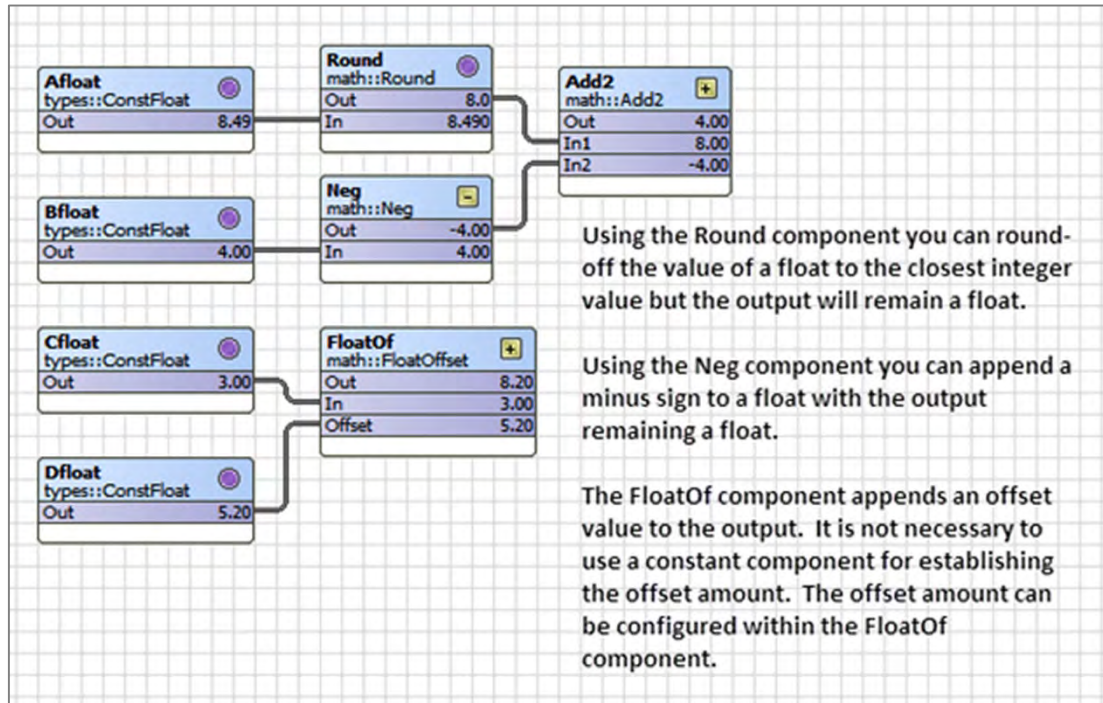 Afloat
types::ConstFloat
Out 8.49
Round
math::Round
Out 8.0
In 8.490
Add2
math::Add2
Out 4.00
In1 8.00
In2 -4.00
Bfloat
types::ConstFloat
Out 4.00
Neg
math::Neg
Out -4.00
In 4.00
Cfloat
types::ConstFloat
Out 3.00
FloatOf
math::FloatOffset
Out 8.20
In 3.00
Offset 5.20
Dfloat
types::ConstFloat
Out 5.20
Using the Round component you can round-
off the value of a float to the closest integer
value but the output will remain a float.
Using the Neg component you can append a
minus sign to a float with the output
remaining a float.
The FloatOf component appends an offset
value to the output. It is not necessary to
use a constant component for establishing
the offset amount. The offset amount can
be configured within the FloatOf
component.